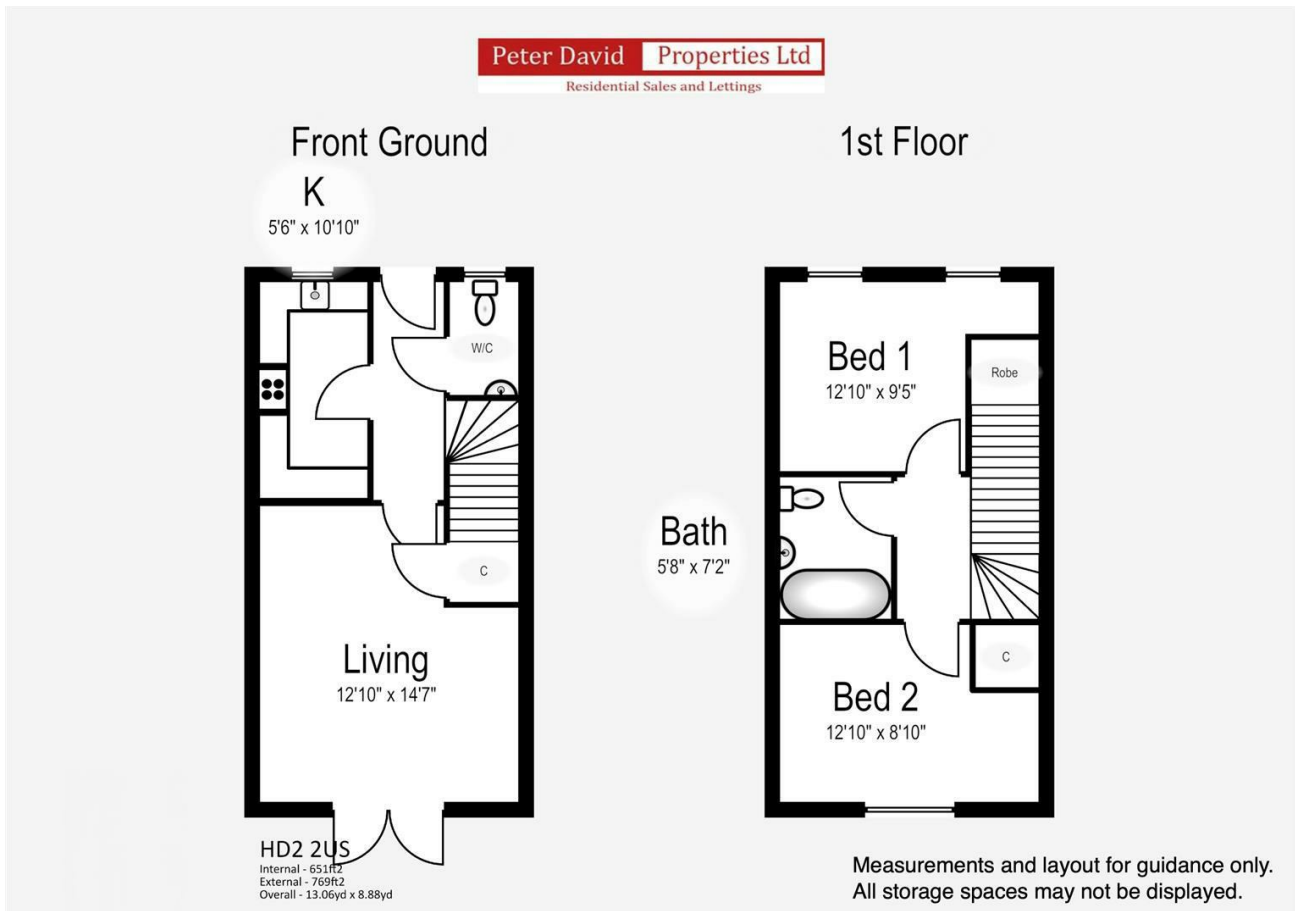 Peter David Properties Ltd
Residential Sales and Lettings
Front Ground
1st Floor
K
5'6" x 10'10"
W/C
C
Living
12'10" x 14'7"
Bed 1
12'10" x 9'5"
Robe
Bath
5'8" x 7'2"
C
Bed 2
12'10" x 8'10"
HD2 2US
Internal - 651ft2
External - 769ft2
Overall - 13.06yd x 8.88yd
Measurements and layout for guidance only.
All storage spaces may not be displayed.